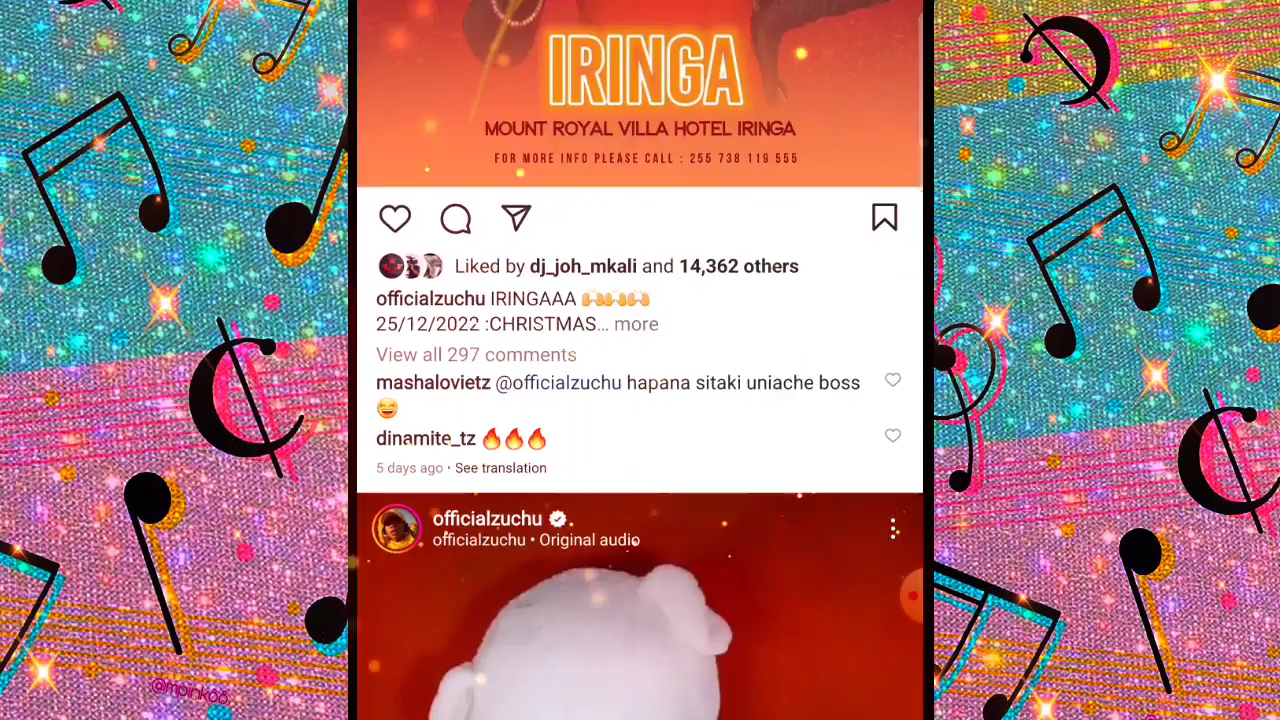 IRINGA
MOUNT ROYAL VILLA HOTEL IRINGA
FOR MORE INFO PLEASE CALL : 255 738 119 555
Liked by dj_joh_mkali and 14,362 others
officialzuchu IRINGAAA 🙌🙌🙌
25/12/2022 :CHRISTMAS... more
View all 297 comments
mashalovietz @officialzuchu hapana sitaki uniache boss
😅
dinamite_tz 🔥🔥🔥
5 days ago • See translation
officialzuchu
officialzuchu • Original audio